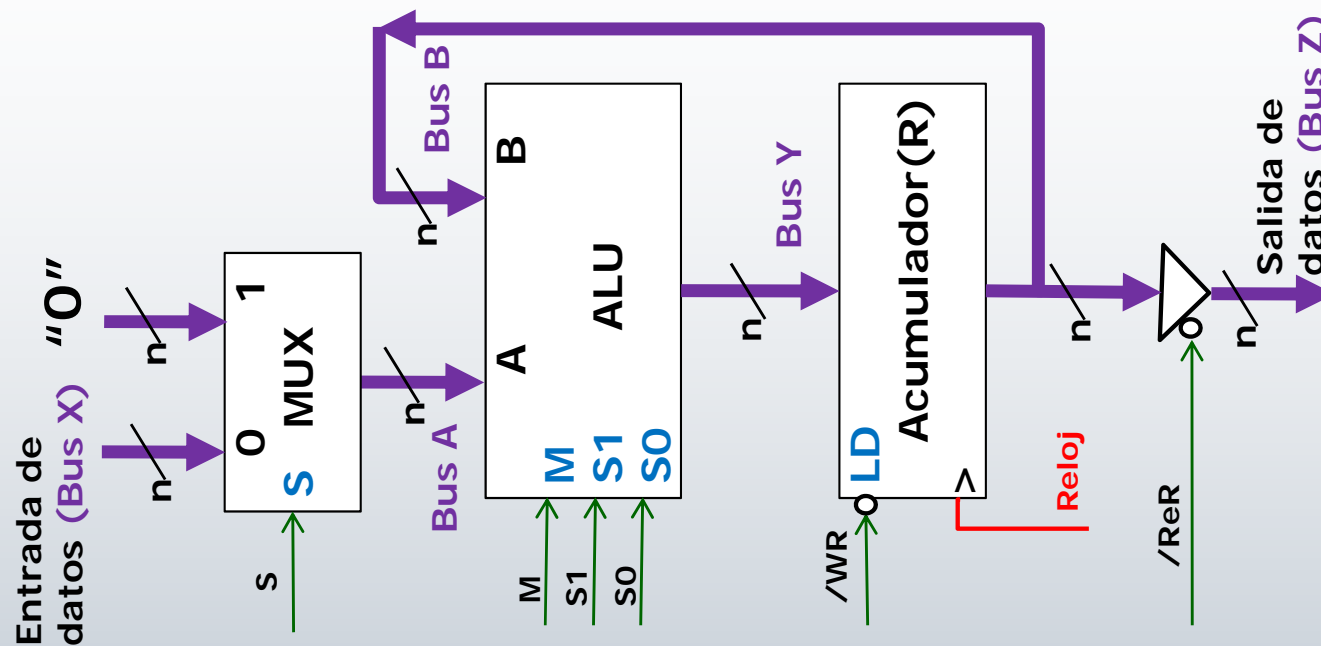 Entrada de
datos (Bus X)
“0”
n
n
0
1
S
S
MUX
n
Bus A
n
Bus B
A
B
M
M
S1
S1
S0
S0
ALU
n
Bus Y
/WR
LD
Acumulador(R)
>
Reloj
n
/ReR
n
Salida de
datos (Bus Z)